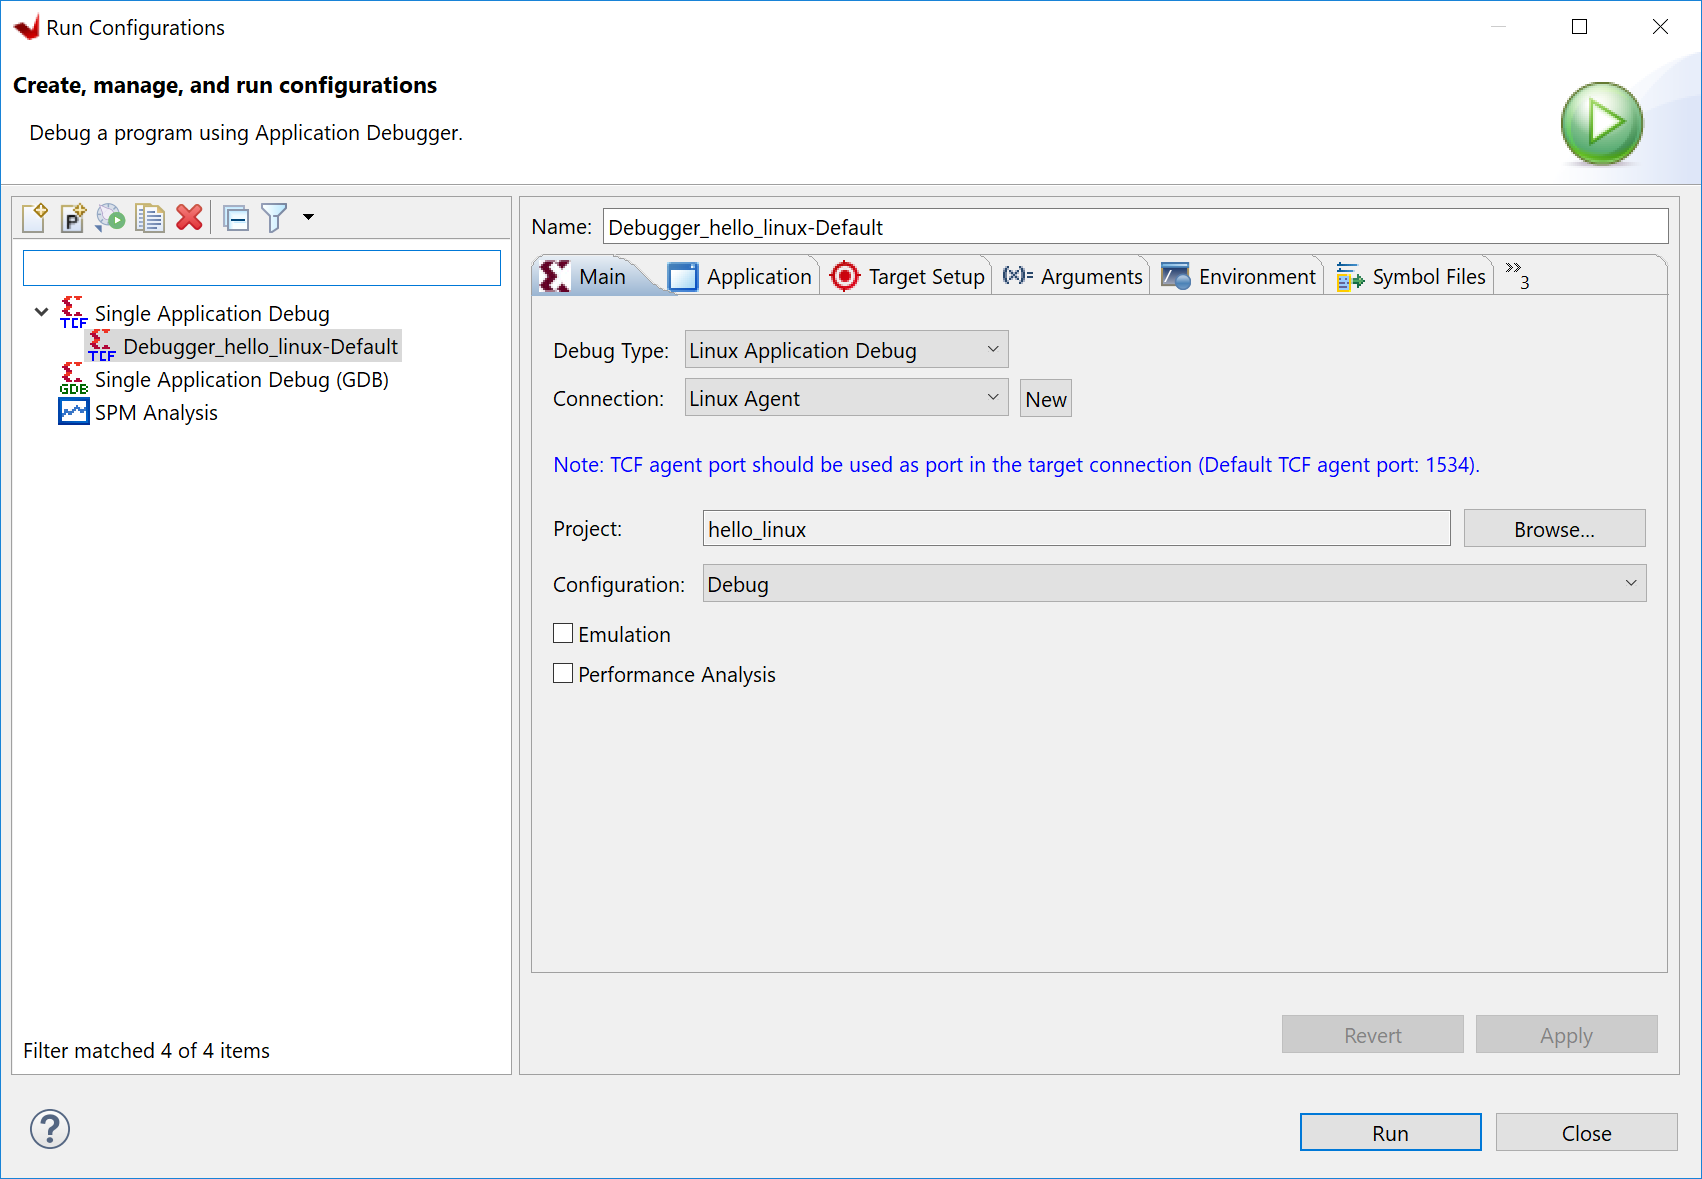 Run Configurations
Create, manage, and run configurations
Debug a program using Application Debugger.
P
TCF Single Application Debug
TCF Debugger_hello_linux-Default
GDB Single Application Debug (GDB)
SPM Analysis
Filter matched 4 of 4 items
Name: Debugger_hello_linux-Default
Main Application Target Setup (x)= Arguments Environment Symbol Files »3
Debug Type: Linux Application Debug
Connection: Linux Agent New
Note: TCF agent port should be used as port in the target connection (Default TCF agent port: 1534).
Project: hello_linux Browse...
Configuration: Debug
Emulation
Performance Analysis
Revert Apply
? Run Close